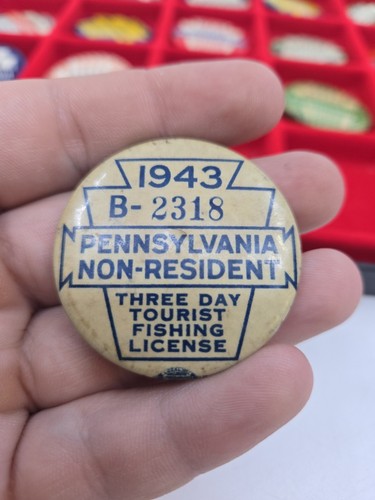 1943
B-2318
PENNSYLVANIA
NON-RESIDENT
THREE DAY
TOURIST
FISHING
LICENSE